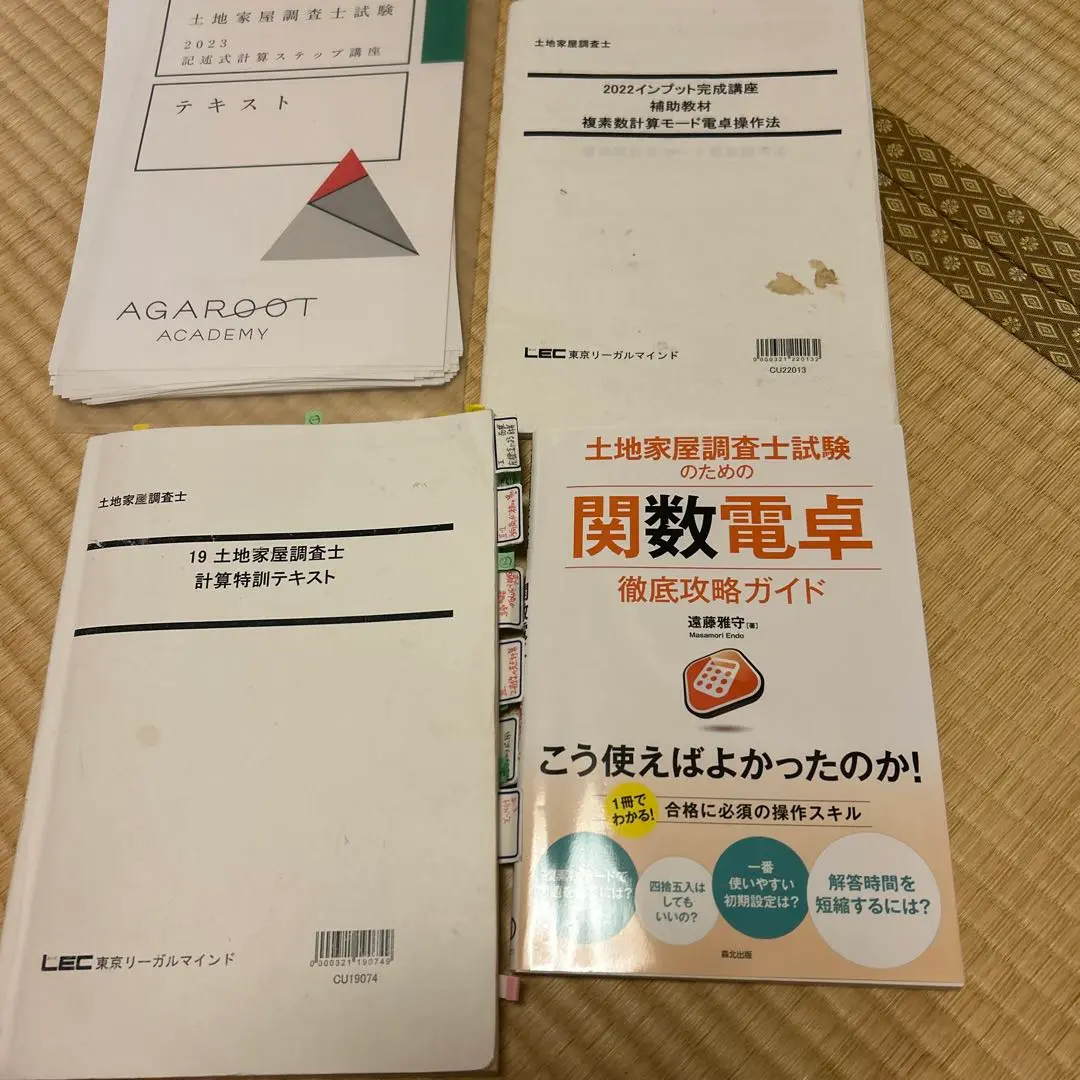 土地家屋調査士試験
2023
記述式計算ステップ講座
テキスト
AGAROOT
ACADEMY
土地家屋調査士
2022インプット完成講座
補助教材
複素数計算モード電卓操作法
LEC東京リーガルマインド
0000321220132
CU22013
土地家屋調査士
19 土地家屋調査士
計算特訓テキスト
LEC東京リーガルマインド
0000321190749
CU19074
土地家屋調査士試験
のための
関数電卓
徹底攻略ガイド
遠藤雅守[著]
Masamori Endo
こう使えばよかったのか!
1冊で
わかる!
合格に必須の操作スキル
四捨五入は
しても
いいの?
一番
使いやすい
初期設定は?
解答時間を
短縮するには?
森北出版